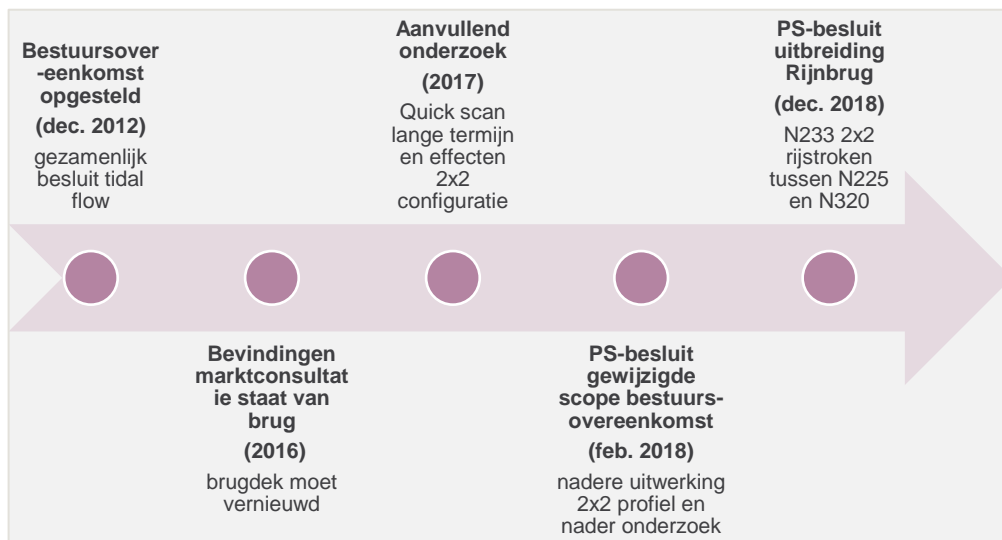 Bestuursover
-eenkomst
opgesteld
(dec. 2012)
gezamenlijk
besluit tidal
flow
Bevindingen
marktconsultat
ie staat van
brug
(2016)
brugdek moet
vernieuwd
Aanvullend
onderzoek
(2017)
Quick scan
lange termijn
en effecten
2x2
configuratie
PS-besluit
gewijzigde
scope bestuurs-
overeenkomst
(feb. 2018)
nadere uitwerking
2x2 profiel en
nader onderzoek
PS-besluit
uitbreiding
Rijnbrug
(dec. 2018)
N233 2x2
rijstroken
tussen N225
en N320